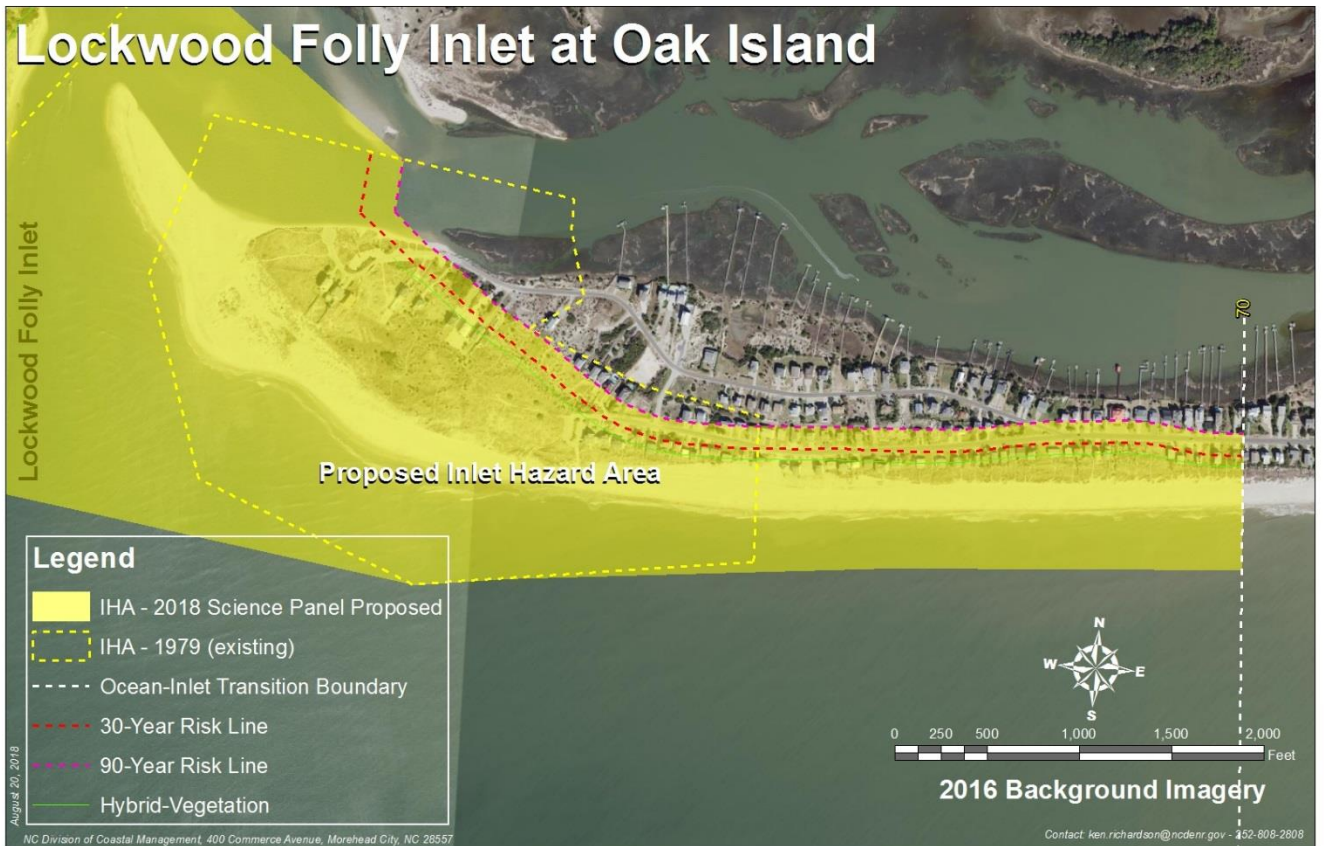 Lockwood Folly Inlet at Oak Island
Lockwood Folly Inlet
70
Proposed Inlet Hazard Area
Legend
IHA - 2018 Science Panel Proposed
IHA - 1979 (existing)
Ocean-Inlet Transition Boundary
30-Year Risk Line
90-Year Risk Line
Hybrid-Vegetation
August 20, 2018
NC Division of Coastal Management, 400 Commerce Avenue, Morehead City, NC 28557
N
W E
S
0 250 500 1,000 1,500 2,000
Feet
2016 Background Imagery
Contact: ken.richardson@ncdenr.gov - 252-808-2808